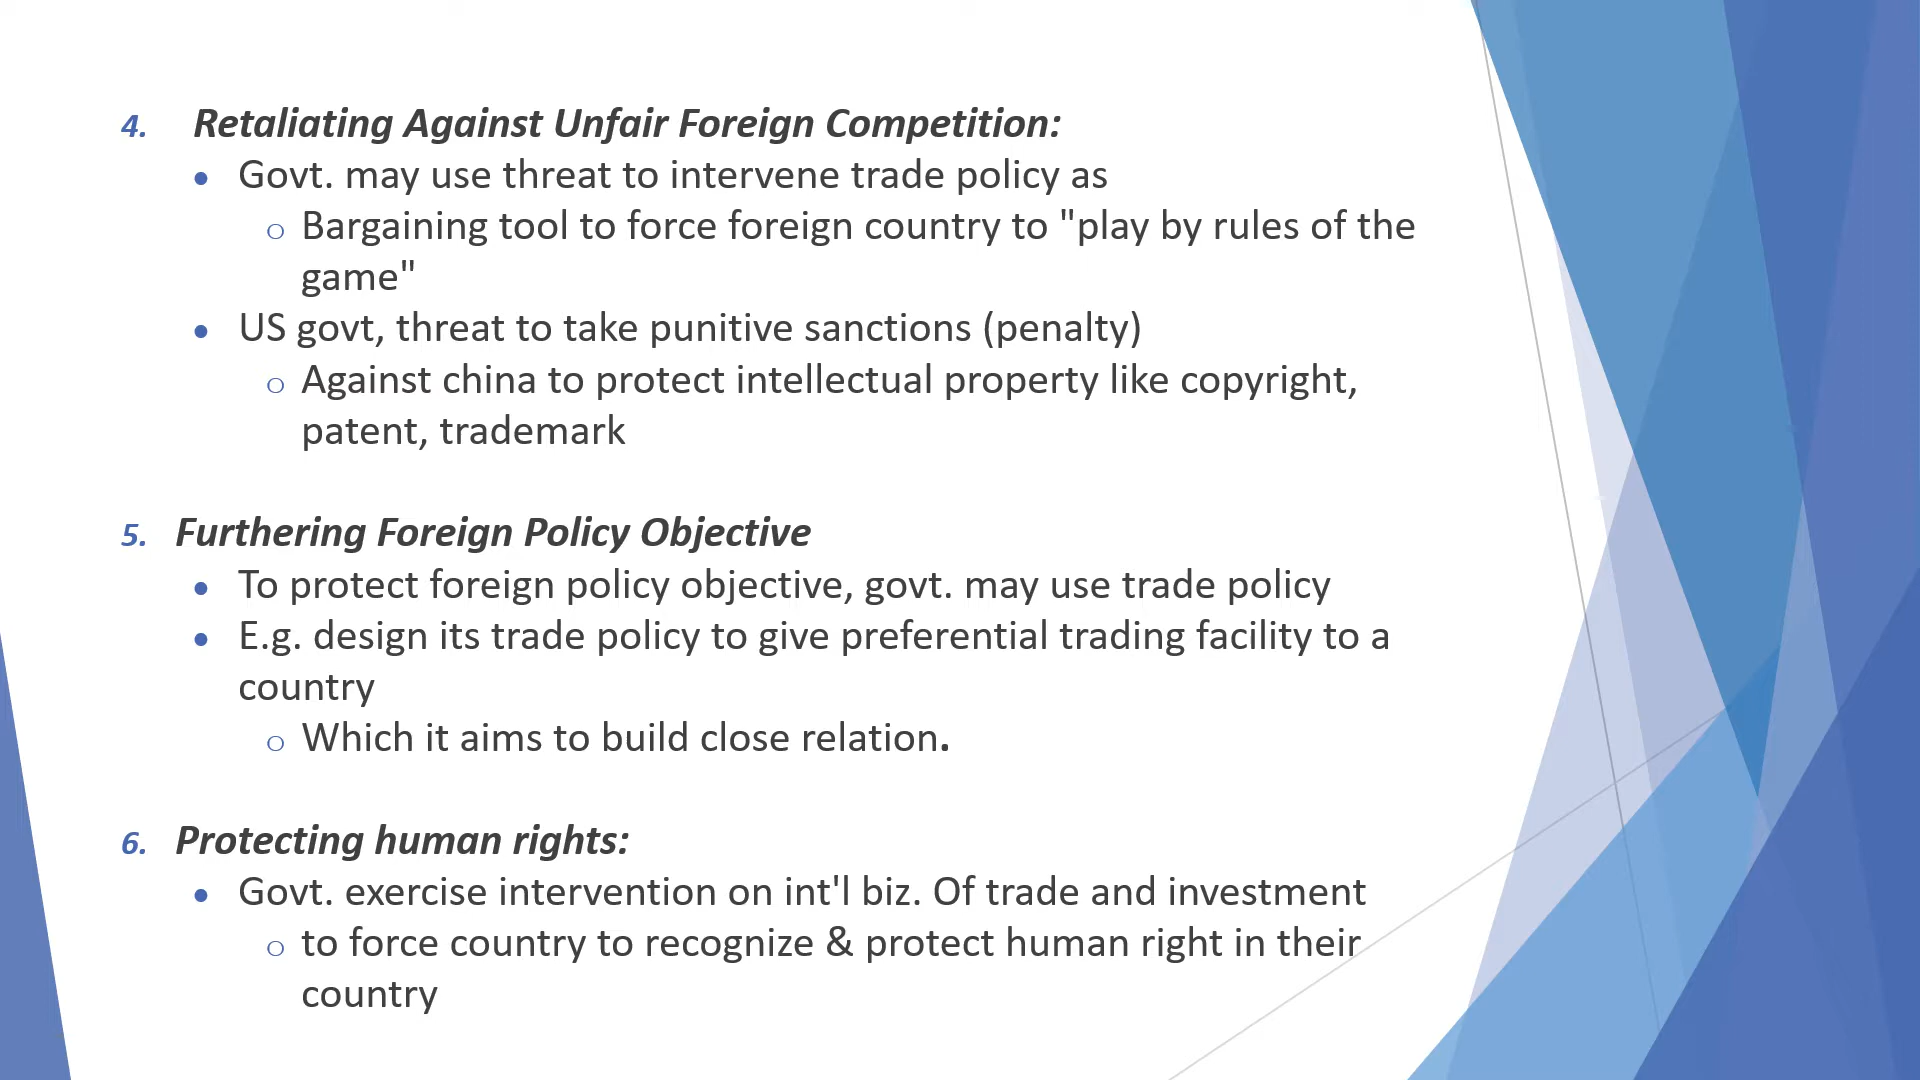 4. Retaliating Against Unfair Foreign Competition:
• Govt. may use threat to intervene trade policy as
o Bargaining tool to force foreign country to "play by rules of the
game"
• US govt, threat to take punitive sanctions (penalty)
o Against china to protect intellectual property like copyright,
patent, trademark
5. Furthering Foreign Policy Objective
• To protect foreign policy objective, govt. may use trade policy
• E.g. design its trade policy to give preferential trading facility to a
country
o Which it aims to build close relation.
6. Protecting human rights:
• Govt. exercise intervention on int'l biz. Of trade and investment
o to force country to recognize & protect human right in their
country